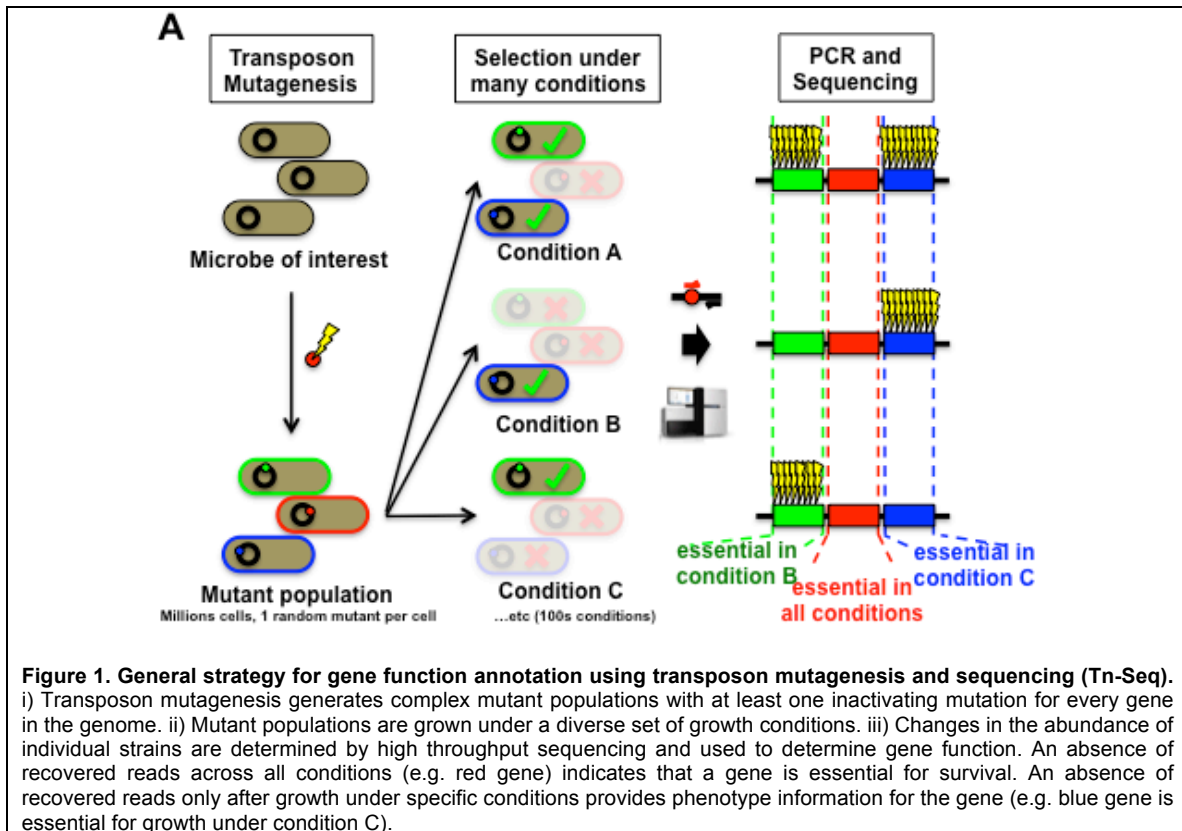 A
Transposon
Mutagenesis
Microbe of interest
Mutant population
Millions cells, 1 random mutant per cell
Selection under
many conditions
Condition A
Condition B
Condition C
...etc (100s conditions)
PCR and
Sequencing
essential in
condition B
essential in
all conditions
essential in
condition C
Figure 1. General strategy for gene function annotation using transposon mutagenesis and sequencing (Tn-Seq).
i) Transposon mutagenesis generates complex mutant populations with at least one inactivating mutation for every gene
in the genome. ii) Mutant populations are grown under a diverse set of growth conditions. iii) Changes in the abundance of
individual strains are determined by high throughput sequencing and used to determine gene function. An absence of
recovered reads across all conditions (e.g. red gene) indicates that a gene is essential for survival. An absence of
recovered reads only after growth under specific conditions provides phenotype information for the gene (e.g. blue gene is
essential for growth under condition C).